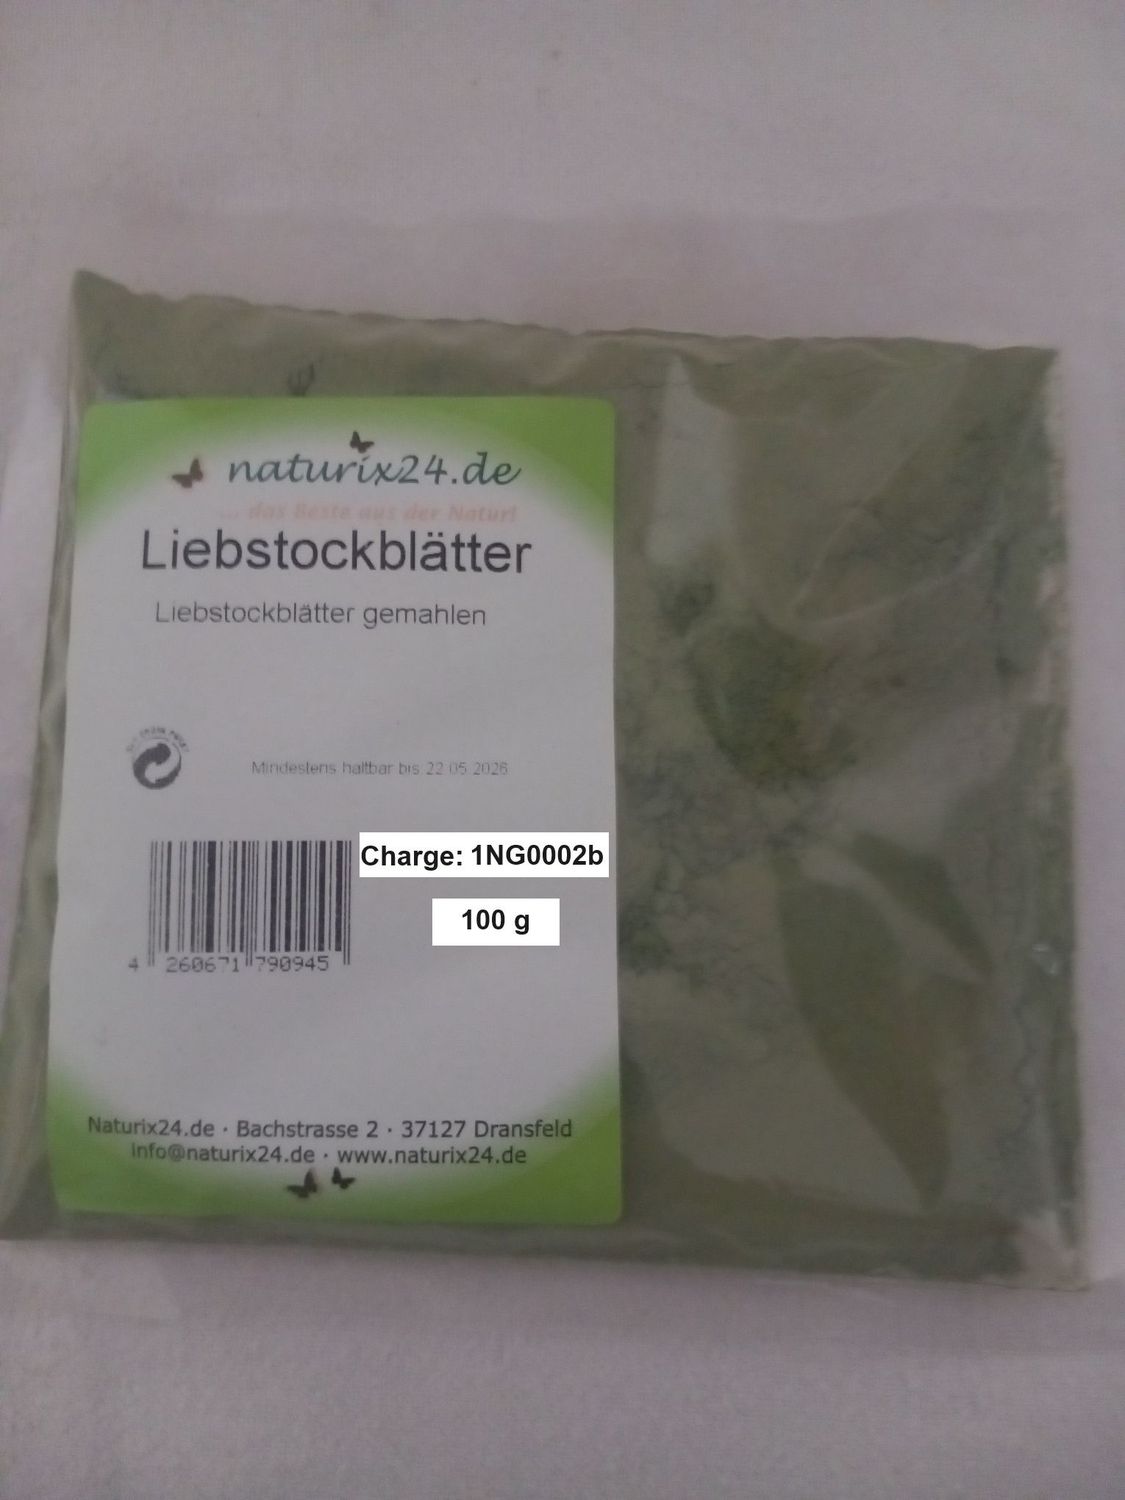 naturix24.de
... das Beste aus der Natur!
Liebstockblätter
Liebstockblätter gemahlen
Mindestens haltbar bis 22.05.2026
Charge: 1NG0002b
100 g
4 260671 790945
Naturix24.de · Bachstrasse 2 · 37127 Dransfeld
info@naturix24.de · www.naturix24.de